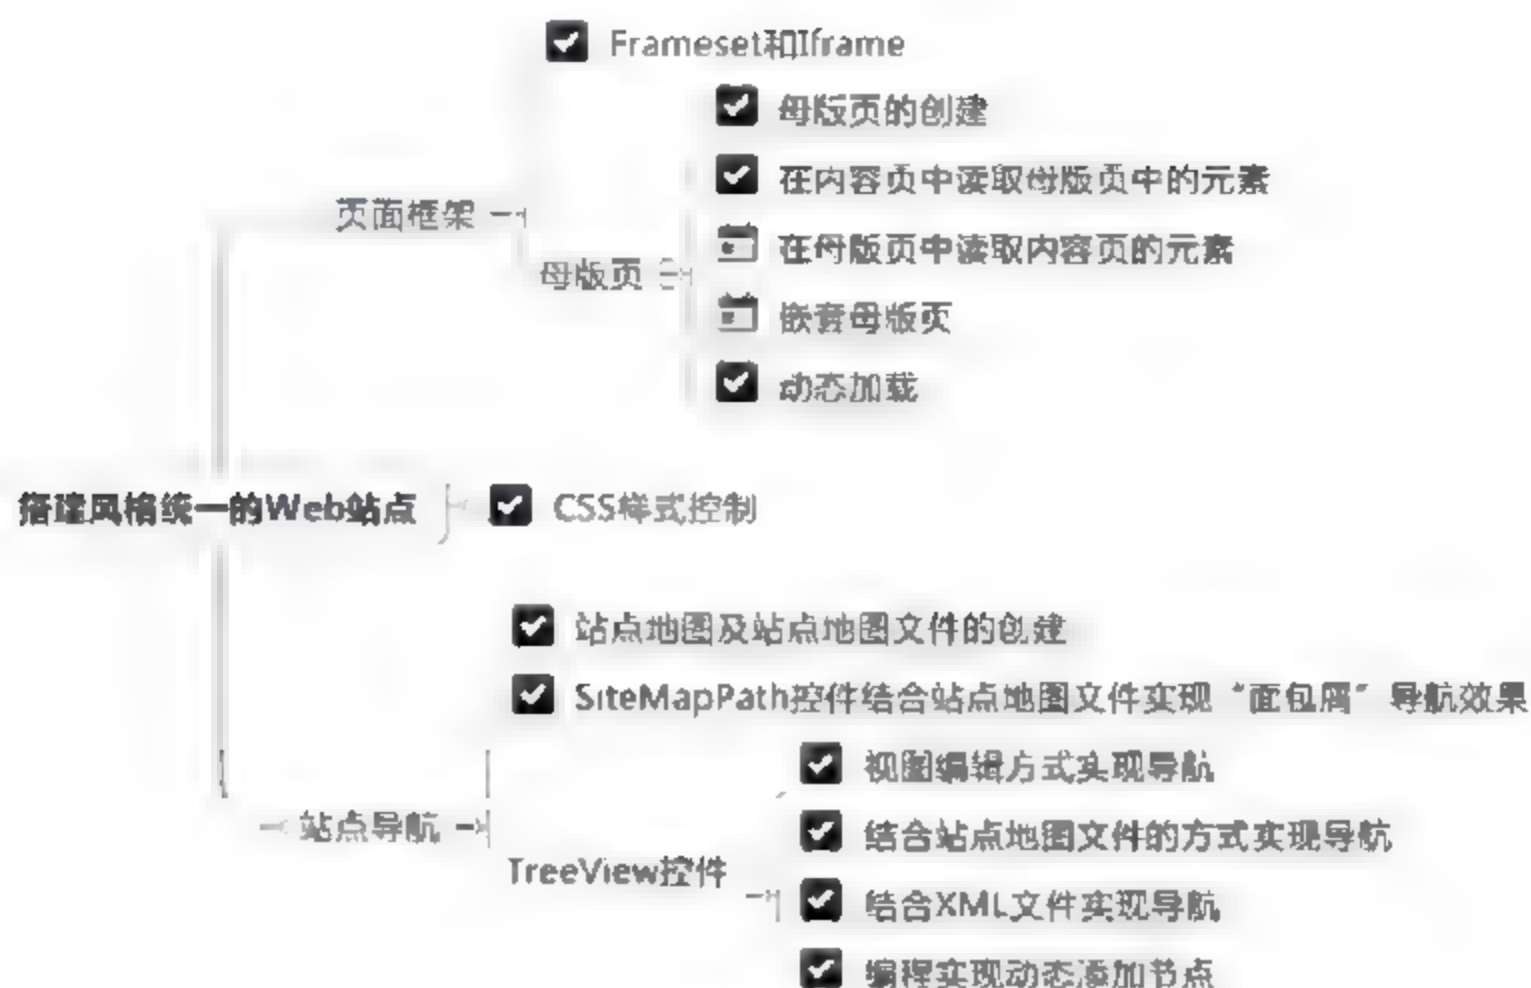 Frameset和Iframe
母版页的创建
在内容页中读取母版页中的元素
页面框架
在母版页中读取内容页的元素
母版页
嵌套母版页
动态加载
搭建风格统一的Web站点
CSS样式控制
站点地图及站点地图文件的创建
SiteMapPath控件结合站点地图文件实现“面包屑”导航效果
视图编辑方式实现导航
站点导航
结合站点地图文件的方式实现导航
TreeView控件
结合XML文件实现导航
编程实现动态添加节点